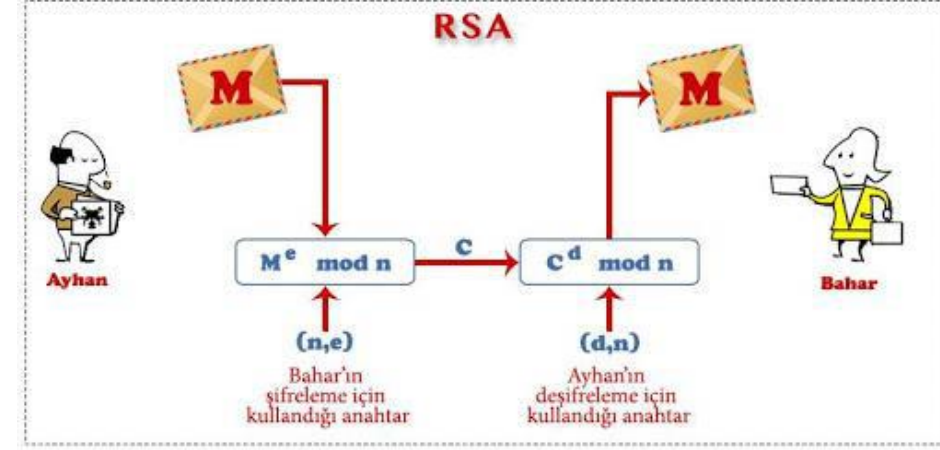 RSA
M
M
Ayhan
Mᵉ mod n
C
Cᵈ mod n
Bahar
(n,e)
(d,n)
Bahar'ın
şifreleme için
kullandığı anahtar
Ayhan'ın
deşifreleme için
kullandığı anahtar